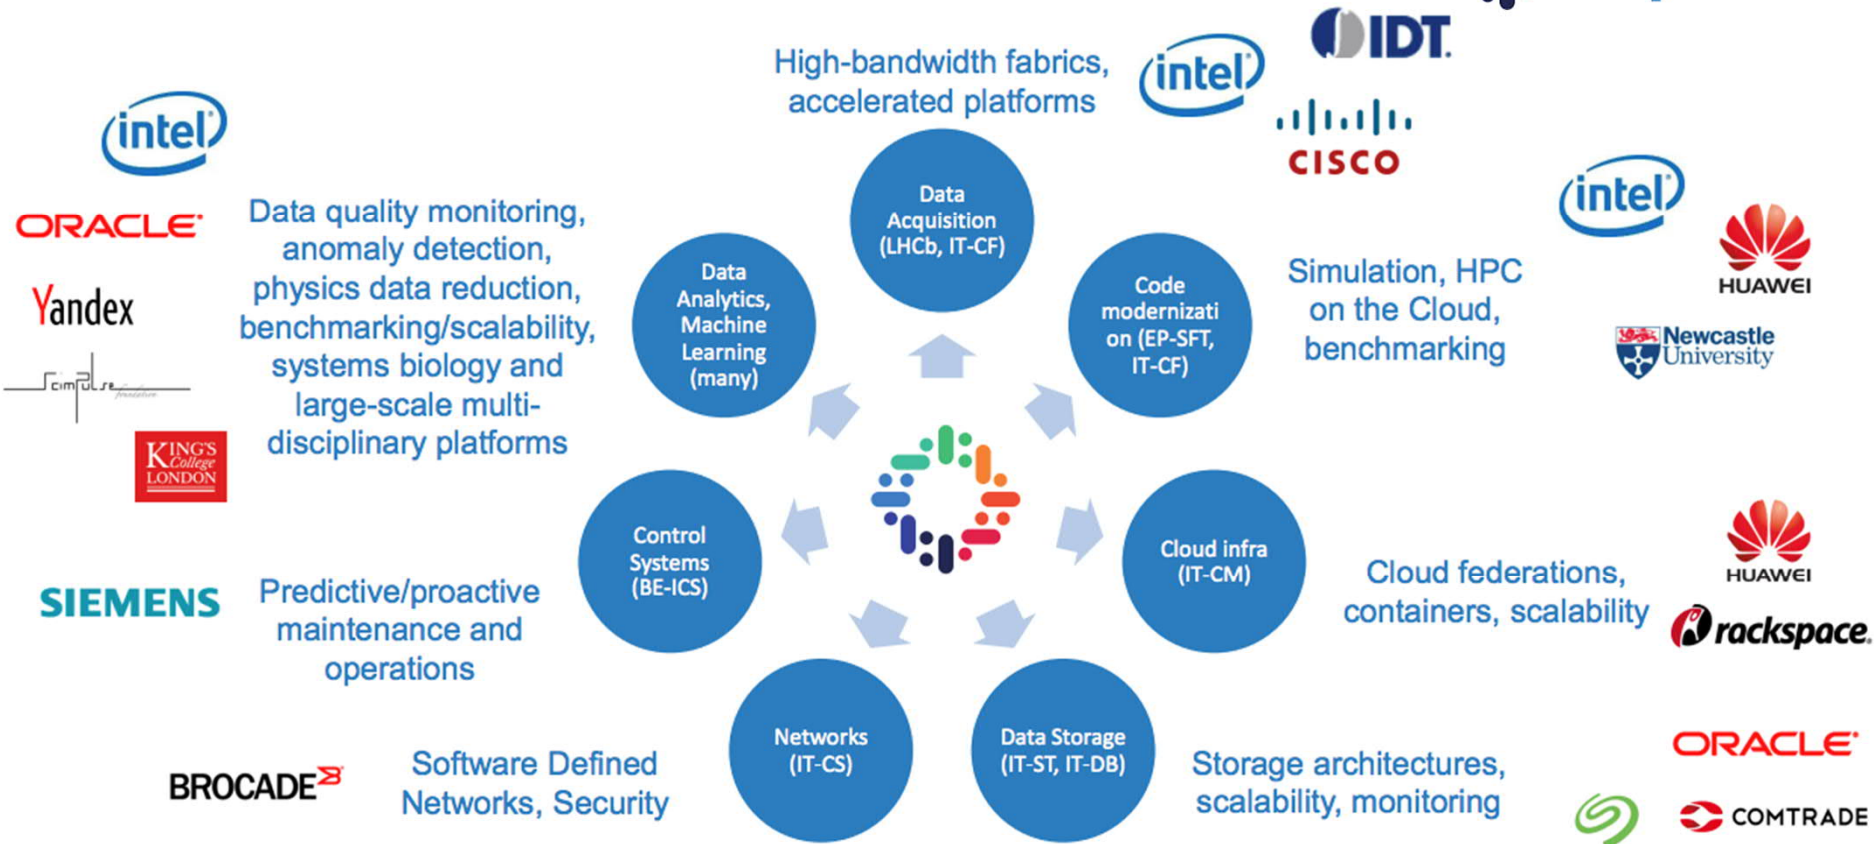 High-bandwidth fabrics,
accelerated platforms
intel
IDT.
CISCO
Data
Acquisition
(LHCb, IT-CF)
intel
ORACLE
Yandex
Scimpulse
foundation
KING'S
College
LONDON
Data quality monitoring,
anomaly detection,
physics data reduction,
benchmarking/scalability,
systems biology and
large-scale multi-
disciplinary platforms
Data
Analytics,
Machine
Learning
(many)
Code
modernizati
on (EP-SFT,
IT-CF)
Simulation, HPC
on the Cloud,
benchmarking
intel
HUAWEI
Newcastle
University
SIEMENS
Predictive/proactive
maintenance and
operations
Control
Systems
(BE-ICS)
Cloud infra
(IT-CM)
Cloud federations,
containers, scalability
HUAWEI
rackspace.
BROCADE
Software Defined
Networks, Security
Networks
(IT-CS)
Data Storage
(IT-ST, IT-DB)
Storage architectures,
scalability, monitoring
ORACLE
COMTRADE